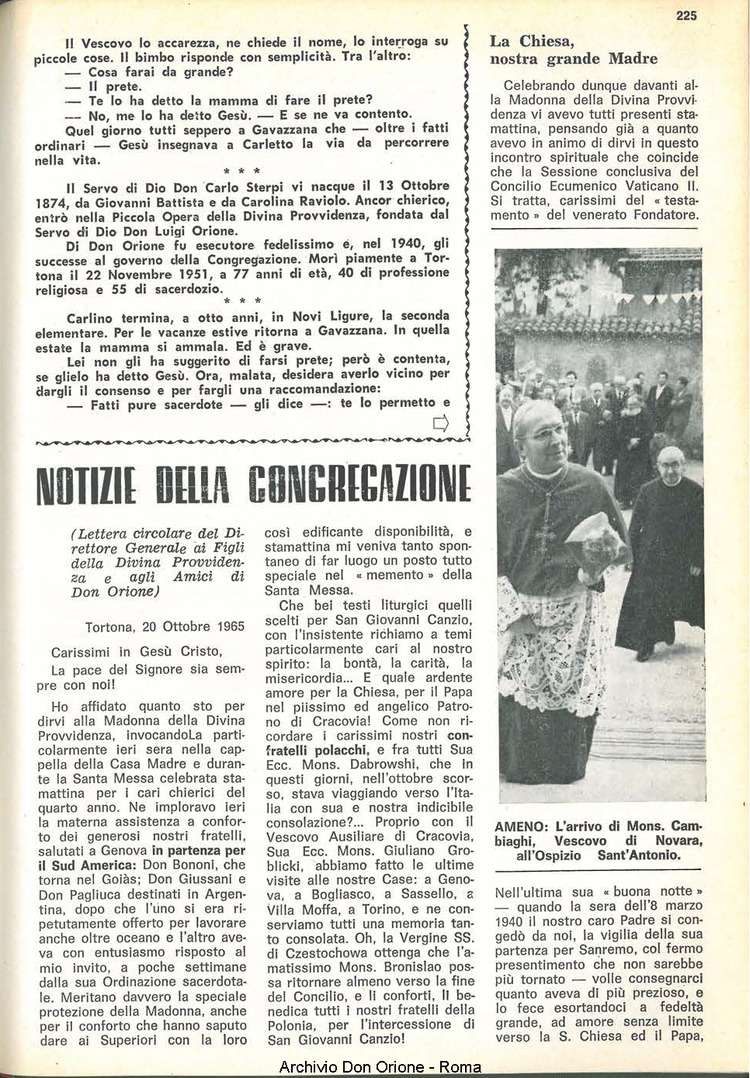 225
Il Vescovo lo accarezza, ne chiede il nome, lo interroga su
piccole cose. Il bimbo risponde con semplicità. Tra l'altro:
— Cosa farai da grande?
— Il prete.
— Te lo ha detto la mamma di fare il prete?
— No, me lo ha detto Gesù. — E se ne va contento.
Quel giorno tutti seppero a Gavazzana che — oltre i fatti
ordinari — Gesù insegnava a Carletto la via da percorrere
nella vita.
* * *
Il Servo di Dio Don Carlo Sterpi vi nacque il 13 Ottobre
1874, da Giovanni Battista e da Carolina Raviolo. Ancor chierico,
entrò nella Piccola Opera della Divina Provvidenza, fondata dal
Servo di Dio Don Luigi Orione.
Di Don Orione fu esecutore fedelissimo e, nel 1940, gli
successe al governo della Congregazione. Morì piamente a Tor-
tona il 22 Novembre 1951, a 77 anni di età, 40 di professione
religiosa e 55 di sacerdozio.
* * *
Carlino termina, a otto anni, in Novi Ligure, la seconda
elementare. Per le vacanze estive ritorna a Gavazzana. In quella
estate la mamma si ammala. Ed è grave.
Lei non gli ha suggerito di farsi prete; però è contenta,
se glielo ha detto Gesù. Ora, malata, desidera averlo vicino per
dargli il consenso e per fargli una raccomandazione:
— Fatti pure sacerdote — gli dice —: te lo permetto e
NOTIZIE DELLA CONGREGAZIONE
(Lettera circolare del Di-
rettore Generale ai Figli
della Divina Provviden-
za e agli Amici di
Don Orione)
Tortona, 20 Ottobre 1965
Carissimi in Gesù Cristo,
La pace del Signore sia sem-
pre con noi!
Ho affidato quanto sto per
dirvi alla Madonna della Divina
Provvidenza, invocandoLa parti-
colarmente ieri sera nella cap-
pella della Casa Madre e duran-
te la Santa Messa celebrata sta-
mattina per i cari chierici del
quarto anno. Ne imploravo ieri
la materna assistenza a confor-
to dei generosi nostri fratelli,
salutati a Genova in partenza per
il Sud America: Don Bononi, che
torna nel Goiàs; Don Giussani e
Don Pagliuca destinati in Argen-
tina, dopo che l'uno si era ri-
petutamente offerto per lavorare
anche oltre oceano e l'altro ave-
va con entusiasmo risposto al
mio invito, a poche settimane
dalla sua Ordinazione sacerdota-
le. Meritano davvero la speciale
protezione della Madonna, anche
per il conforto che hanno saputo
dare ai Superiori con la loro
così edificante disponibilità, e
stamattina mi veniva tanto spon-
taneo di far luogo un posto tutto
speciale nel « memento » della
Santa Messa.
Che bei testi liturgici quelli
scelti per San Giovanni Canzio,
con l'insistente richiamo a temi
particolarmente cari al nostro
spirito: la bontà, la carità, la
misericordia... E quale ardente
amore per la Chiesa, per il Papa
nel piissimo ed angelico Patro-
no di Cracovia! Come non ri-
cordare i carissimi nostri con-
fratelli polacchi, e fra tutti Sua
Ecc. Mons. Dabrowski, che in
questi giorni, nell'ottobre scor-
so, stava viaggiando verso l'Ita-
lia con sua e nostra indicibile
consolazione?... Proprio con il
Vescovo Ausiliare di Cracovia,
Sua Ecc. Mons. Giuliano Gro-
blicki, abbiamo fatto le ultime
visite alle nostre Case: a Geno-
va, a Bogliasco, a Sassello, a
Villa Moffa, a Torino, e ne con-
serviamo tutti una memoria tan-
to consolata. Oh, la Vergine SS.
di Czestochowa ottenga che l'a-
matissimo Mons. Bronislao pos-
sa ritornare almeno verso la fine
del Concilio, e li conforti, li be-
nedica tutti i nostri fratelli della
Polonia, per l'intercessione di
San Giovanni Canzio!
La Chiesa,
nostra grande Madre
Celebrando dunque davanti al-
la Madonna della Divina Provvi-
denza vi avevo tutti presenti sta-
mattina, pensando già a quanto
avevo in animo di dirvi in questo
incontro spirituale che coincide
che la Sessione conclusiva del
Concilio Ecumenico Vaticano II.
Si tratta, carissimi del « testa-
mento » del venerato Fondatore.
AMENO: L'arrivo di Mons. Cam-
biaghi, Vescovo di Novara,
all'Ospizio Sant'Antonio.
Nell'ultima sua « buona notte »
— quando la sera dell'8 marzo
1940 il nostro caro Padre si con-
gedò da noi, la vigilia della sua
partenza per Sanremo, col fermo
presentimento che non sarebbe
più tornato — volle consegnarci
quanto aveva di più prezioso, e
lo fece esortandoci a fedeltà
grande, ad amore senza limite
verso la S. Chiesa ed il Papa,
Archivio Don Orione - Roma